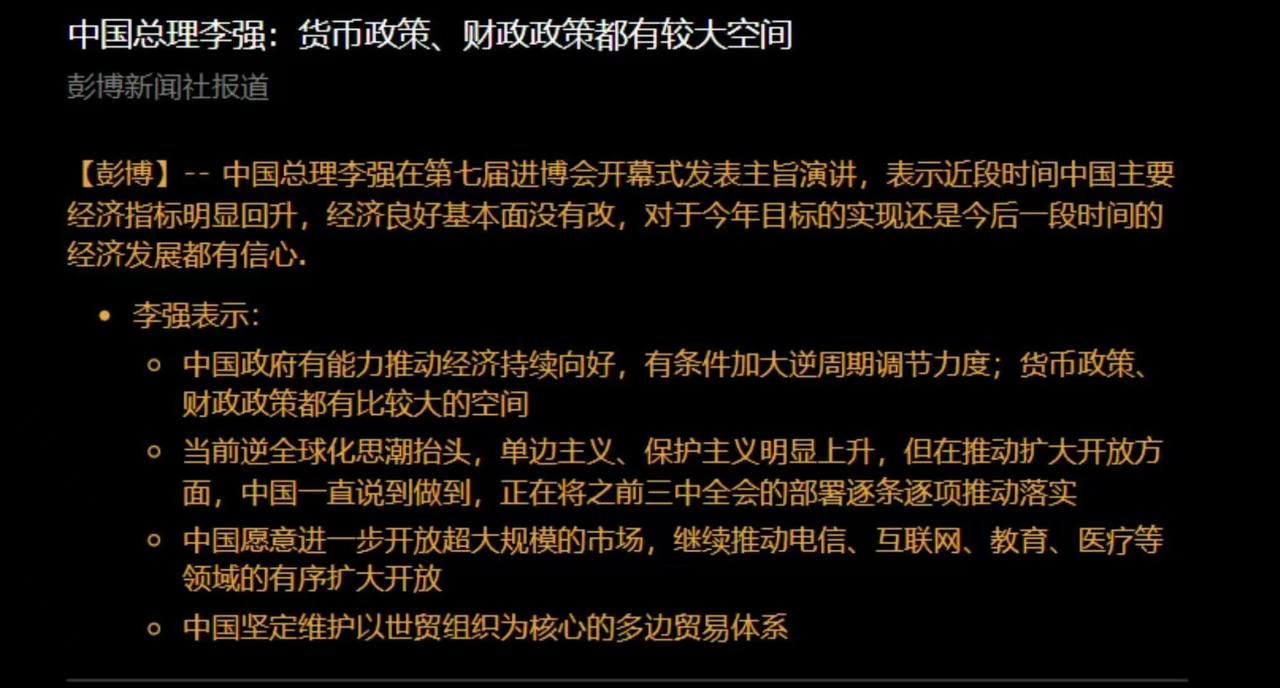 中国总理李强：货币政策、财政政策都有较大空间
彭博新闻社报道
【彭博】-- 中国总理李强在第七届进博会开幕式发表主旨演讲，表示近段时间中国主要
经济指标明显回升，经济良好基本面没有改，对于今年目标的实现还是今后一段时间的
经济发展都有信心.
• 李强表示：
○ 中国政府有能力推动经济持续向好，有条件加大逆周期调节力度；货币政策、
财政政策都有比较大的空间
○ 当前逆全球化思潮抬头，单边主义、保护主义明显上升，但在推动扩大开放方
面，中国一直说到做到，正在将之前三中全会的部署逐条逐项推动落实
○ 中国愿意进一步开放超大规模的市场，继续推动电信、互联网、教育、医疗等
领域的有序扩大开放
○ 中国坚定维护以世贸组织为核心的多边贸易体系